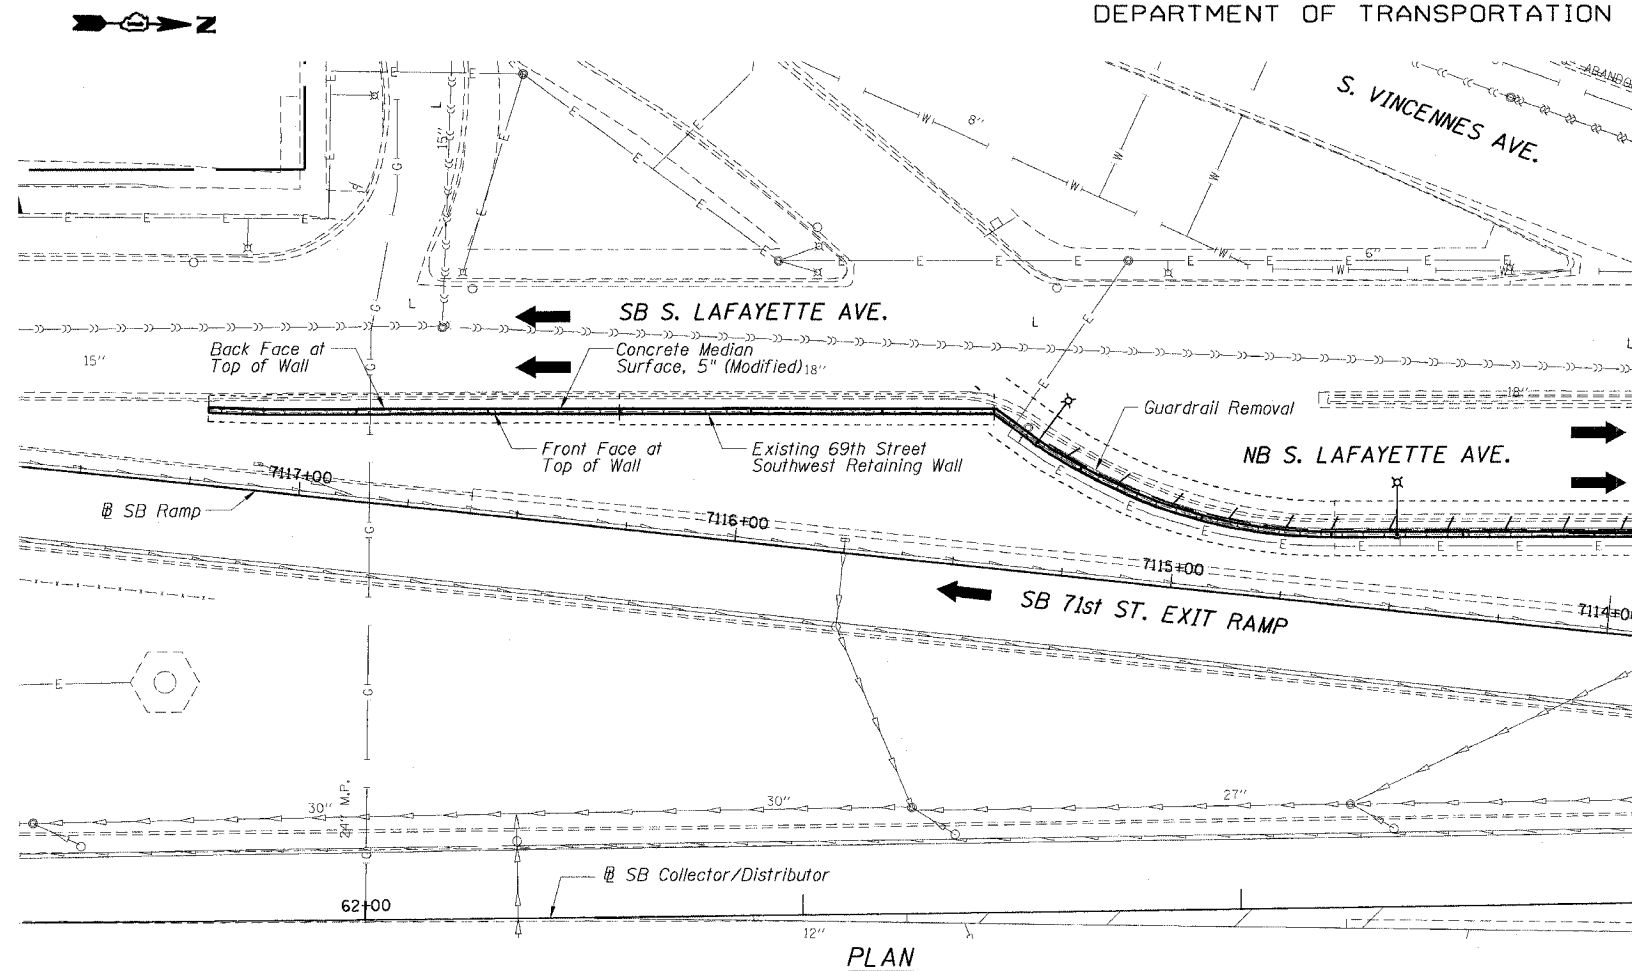 DEPARTMENT OF TRANSPORTATION
N
S. VINCENNES AVE.
8"
15"
6"
SB S. LAFAYETTE AVE.
15"
Back Face at
Top of Wall
Concrete Median
Surface, 5" (Modified)
18"
18"
Guardrail Removal
Front Face at
Top of Wall
Existing 69th Street
Southwest Retaining Wall
NB S. LAFAYETTE AVE.
7117+00
SB Ramp
7116+00
7115+00
SB 71st ST. EXIT RAMP
30"
24" M.P.
30"
27"
SB Collector/Distributor
62+00
12"
PLAN